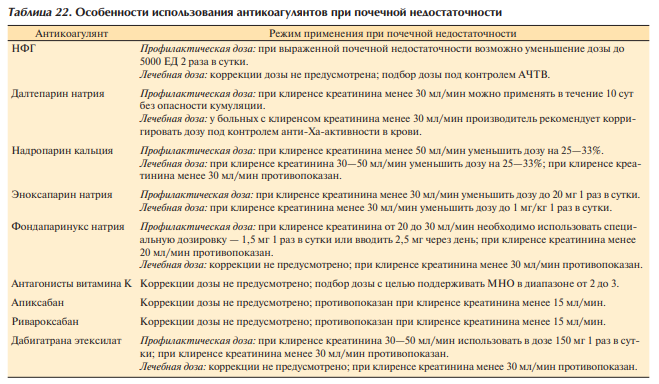 Таблица 22. Особенности использования антикоагулянтов при почечной недостаточности
Антикоагулянт Режим применения при почечной недостаточности
НФГ Профилактическая доза: при выраженной почечной недостаточности возможно уменьшение дозы до
5000 ЕД 2 раза в сутки.
Лечебная доза: коррекции дозы не предусмотрена; подбор дозы под контролем АЧТВ.
Далтепарин натрия Профилактическая доза: при клиренсе креатинина менее 30 мл/мин можно применять в течение 10 сут
без опасности кумуляции.
Лечебная доза: у больных с клиренсом креатинина менее 30 мл/мин производитель рекомендует корри-
гировать дозу под контролем анти-Ха-активности в крови.
Надропарин кальция Профилактическая доза: при клиренсе креатинина менее 50 мл/мин уменьшить дозу на 25—33%.
Лечебная доза: при клиренсе креатинина 30—50 мл/мин уменьшить дозу на 25—33%; при клиренсе креа-
тинина менее 30 мл/мин противопоказан.
Эноксапарин натрия Профилактическая доза: при клиренсе креатинина менее 30 мл/мин уменьшить дозу до 20 мг 1 раз в сутки.
Лечебная доза: при клиренсе креатинина менее 30 мл/мин уменьшить дозу до 1 мг/кг 1 раз в сутки.
Фондапаринукс натрия Профилактическая доза: при клиренсе креатинина от 20 до 30 мл/мин необходимо использовать специ-
альную дозировку — 1,5 мг 1 раз в сутки или вводить 2,5 мг через день; при клиренсе креатинина менее
20 мл/мин противопоказан.
Лечебная доза: коррекции не предусмотрено; при клиренсе креатинина менее 30 мл/мин противопоказан.
Антагонисты витамина К Коррекции дозы не предусмотрено; подбор дозы с целью поддерживать МНО в диапазоне от 2 до 3.
Апиксабан Коррекции дозы не предусмотрено; противопоказан при клиренсе креатинина менее 15 мл/мин.
Ривароксабан Коррекции дозы не предусмотрено; противопоказан при клиренсе креатинина менее 15 мл/мин.
Дабигатрана этексилат Профилактическая доза: при клиренсе креатинина 30—50 мл/мин использовать в дозе 150 мг 1 раз в сут-
ки; при клиренсе креатинина менее 30 мл/мин противопоказан.
Лечебная доза: коррекции не предусмотрено; при клиренсе креатинина менее 30 мл/мин противопоказан.